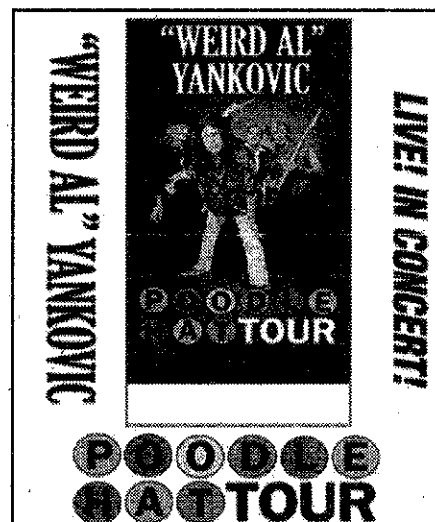 "WEIRD AL" YANKOVIC
"WEIRD AL"
YANKOVIC
POODLE
HAT TOUR
LIVE! IN CONCERT!
POODLE
HAT TOUR